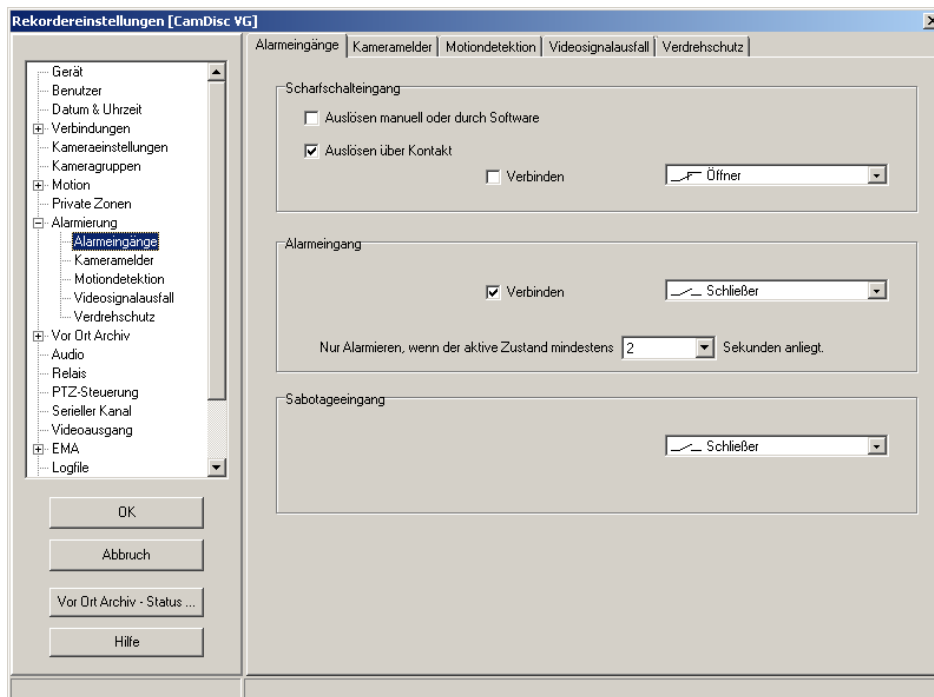 Rekordereinstellungen [CamDisc VG]
Gerät
Benutzer
Datum & Uhrzeit
Verbindungen
Kameraeinstellungen
Kameragruppen
Motion
Private Zonen
Alarmierung
Alarmeingänge
Kameramelder
Motiondetektion
Videosignalausfall
Verdrehschutz
Vor Ort Archiv
Audio
Relais
PTZ-Steuerung
Serieller Kanal
Videoausgang
EMA
Logfile
OK
Abbruch
Vor Ort Archiv - Status ...
Hilfe
Alarmeingänge Kameramelder Motiondetektion Videosignalausfall Verdrehschutz
Scharfschalteingang
Auslösen manuell oder durch Software
Auslösen über Kontakt
Verbinden Öffner
Alarmeingang
Verbinden Schließer
Nur Alarmieren, wenn der aktive Zustand mindestens 2 Sekunden anliegt.
Sabotageeingang
Schließer